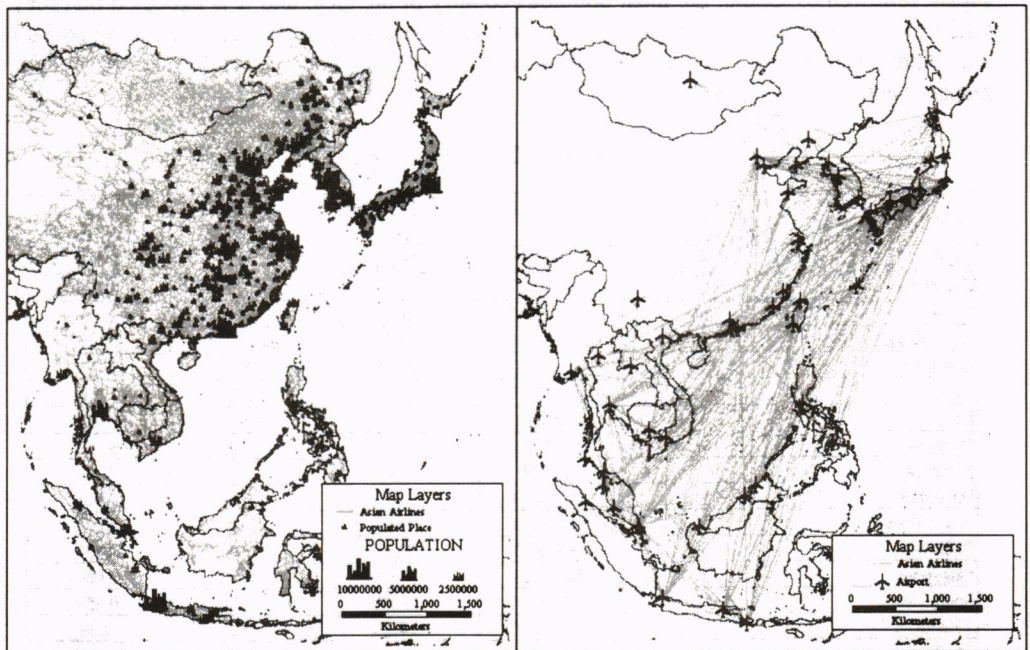 Map Layers
Asian Airlines
Populated Place
POPULATION
10000000 5000000 2500000
0 500 1,000 1,500
Kilometers
Map Layers
Asian Airlines
Airport
0 500 1,000 1,500
Kilometers